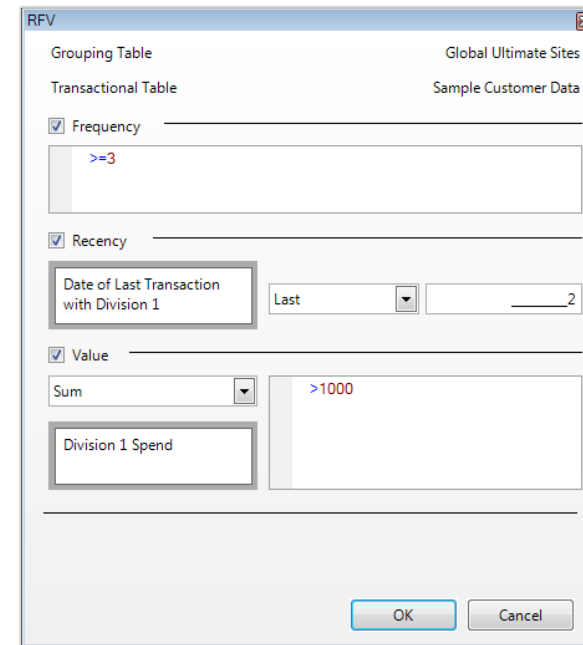 RFV
Grouping Table Global Ultimate Sites
Transactional Table Sample Customer Data
Frequency
>=3
Recency
Date of Last Transaction
with Division 1
Last
_______2
Value
Sum
>1000
Division 1 Spend
OK Cancel